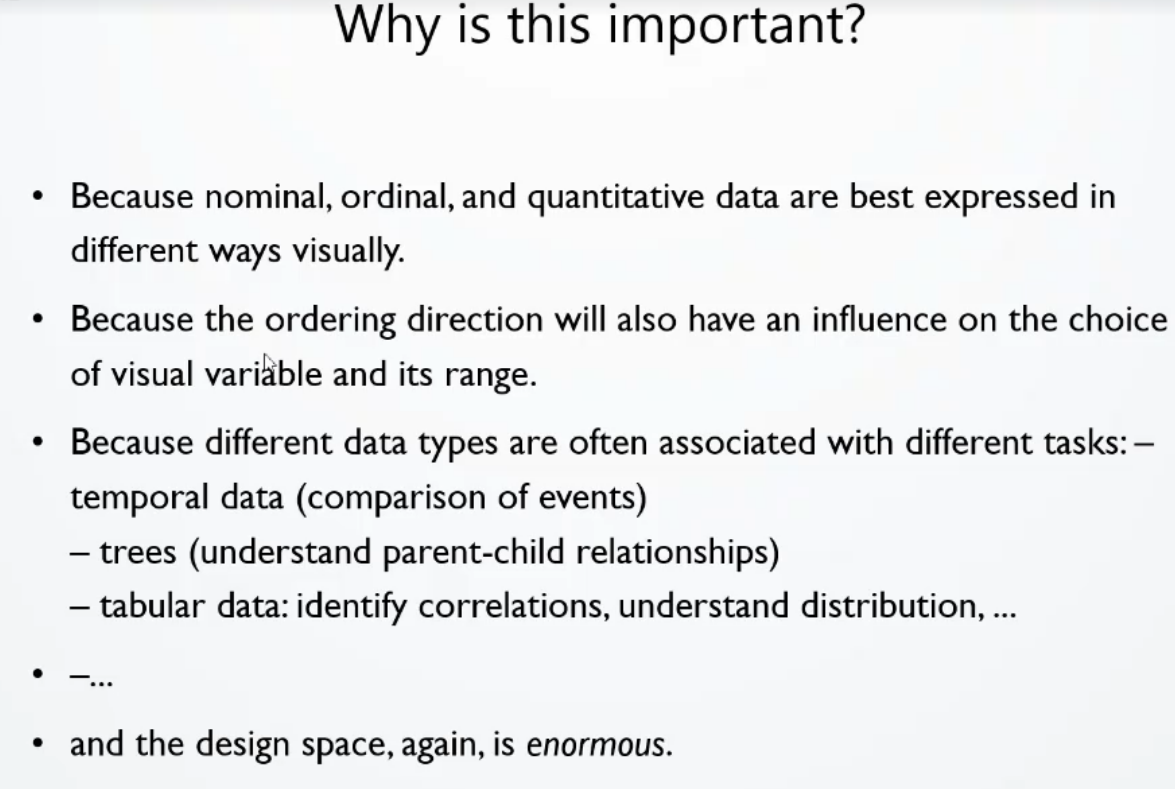 Why is this important?
• Because nominal, ordinal, and quantitative data are best expressed in
different ways visually.
• Because the ordering direction will also have an influence on the choice
of visual variable and its range.
• Because different data types are often associated with different tasks: –
temporal data (comparison of events)
– trees (understand parent-child relationships)
– tabular data: identify correlations, understand distribution, ...
• –...
• and the design space, again, is enormous.